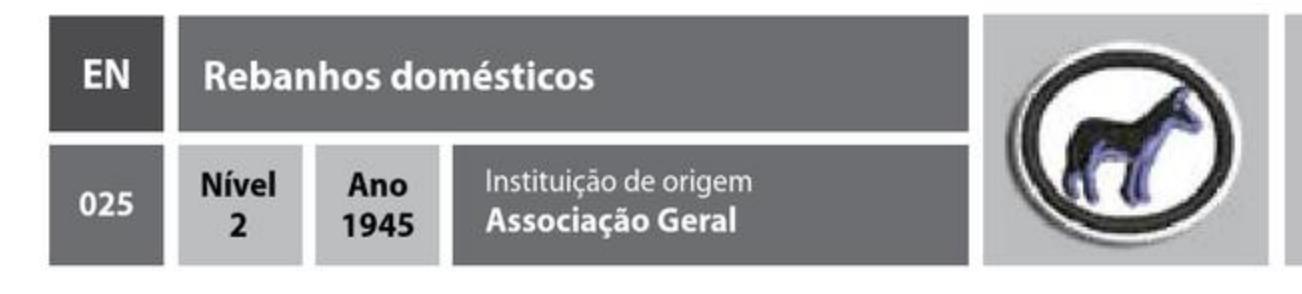 EN
Rebanhos domésticos
025
Nível
2
Ano
1945
Instituição de origem
Associação Geral